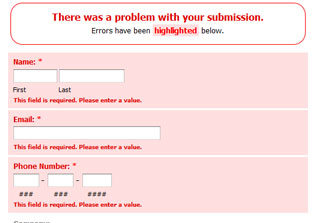 There was a problem with your submission.
Errors have been highlighted below.
Name: *
First Last
This field is required. Please enter a value.
Email: *
This field is required. Please enter a value.
Phone Number: *
- -
### ### ####
This field is required. Please enter a value.